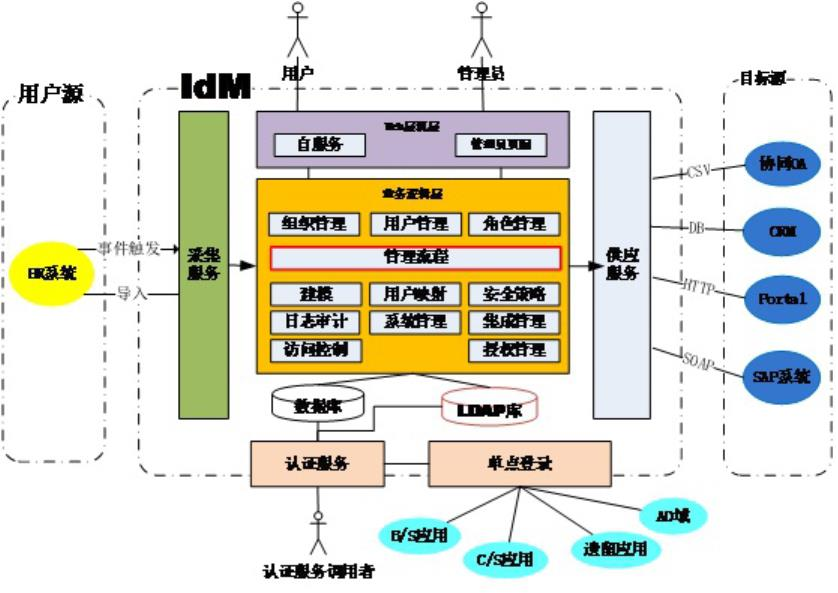 用户
管理员
用户源
IdM
目标源
自服务
管理员页面
业务逻辑层
组织管理
用户管理
角色管理
管理流程
建模
用户映射
安全策略
日志审计
系统管理
集成管理
访问控制
授权管理
采集
服务
供应
服务
事件触发
HR系统
导入
CSV
协同OA
DB
CRM
HTTP
Portal
SOAP
SAP系统
数据库
LDAP库
认证服务
单点登录
B/S应用
C/S应用
遗留应用
AD域
认证服务调用者